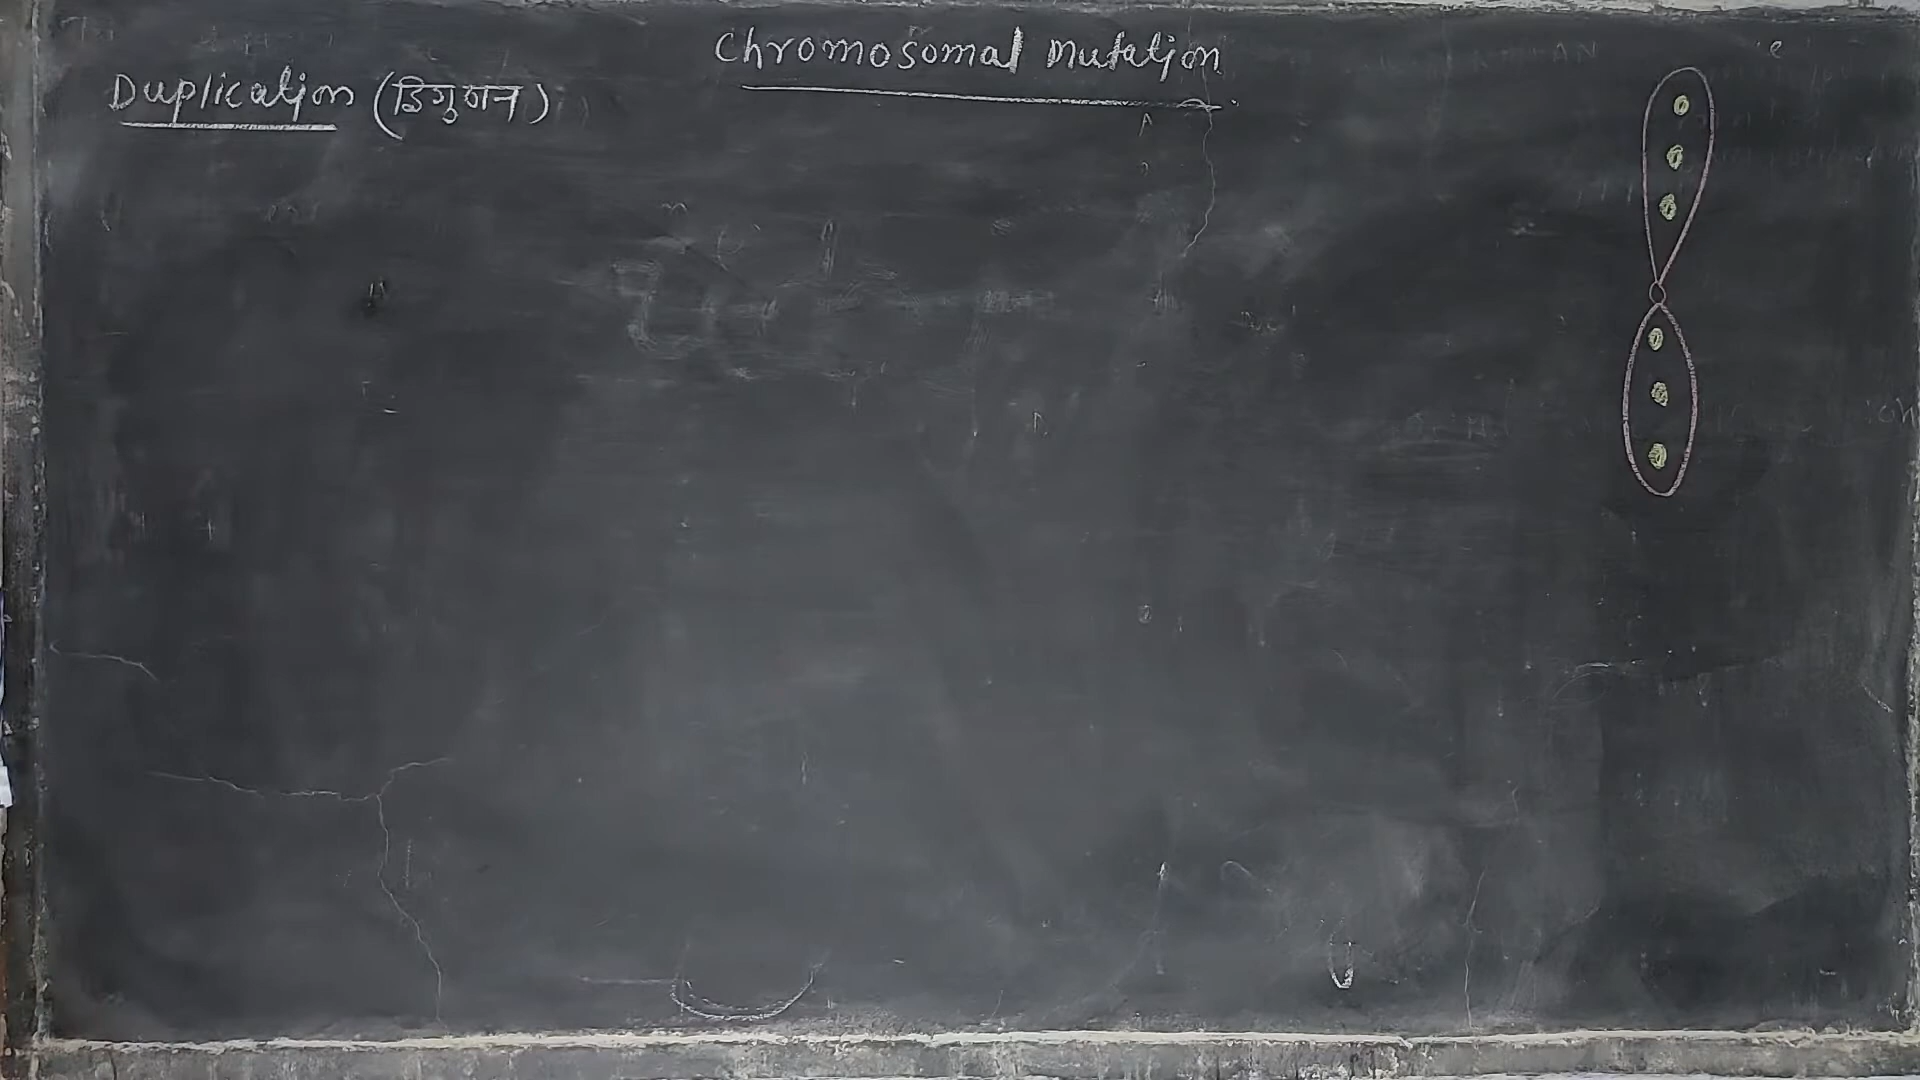 Chromosomal Mutation
Duplication (डिगुणन)